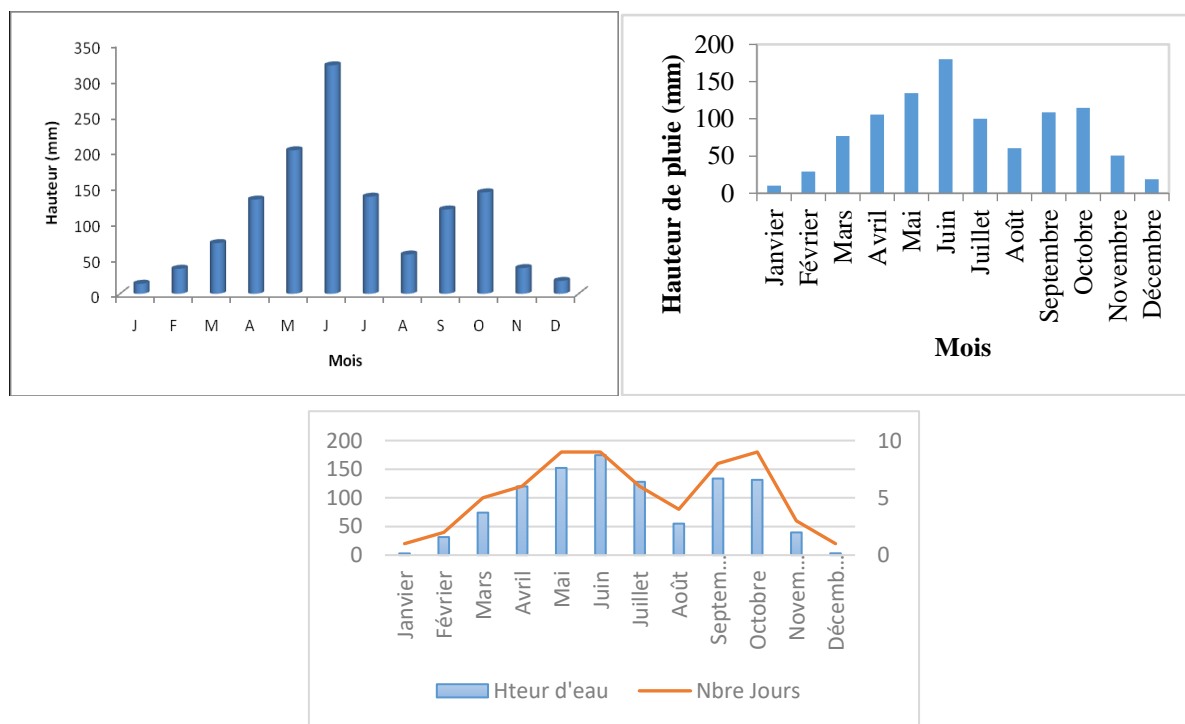 350
300
250
200
150
100
50
0
Hauteur (mm)
J F M A M J J A S O N D
Mois
200
150
100
50
0
Hauteur de pluie (mm)
Janvier
Février
Mars
Avril
Mai
Juin
Juillet
Août
Septembre
Octobre
Novembre
Décembre
Mois
200
150
100
50
0
10
5
0
Janvier
Février
Mars
Avril
Mai
Juin
Juillet
Août
Septem...
Octobre
Novem...
Décemb...
Hteur d'eau Nbre Jours